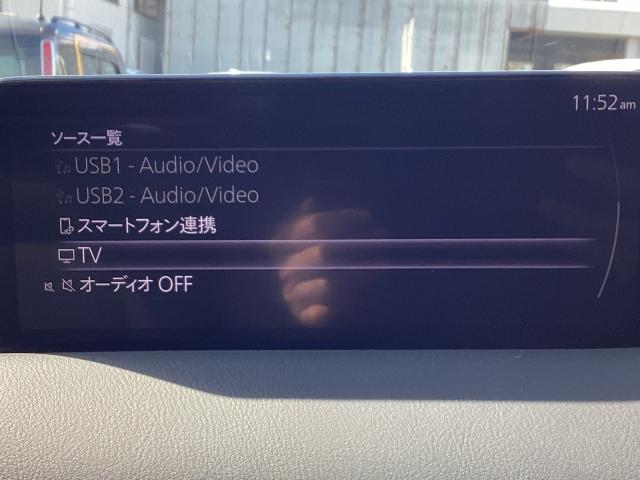 11:52am
ソース一覧
USB1 - Audio/Video
USB2 - Audio/Video
スマートフォン連携
TV
オーディオ OFF